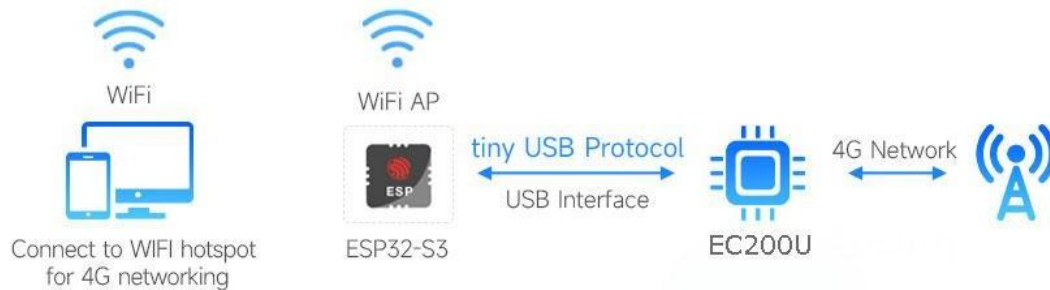 WiFi
WiFi AP
ESP
tiny USB Protocol
USB Interface
4G Network
Connect to WIFI hotspot
for 4G networking
ESP32-S3
EC200U